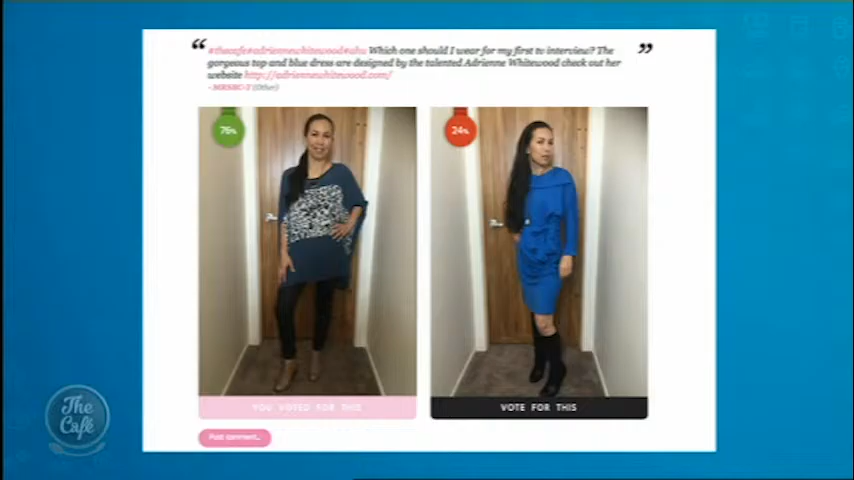 “ #thecafe#adriennewhitewood#ahu Which one should I wear for my first tv interview? The ”
gorgeous top and blue dress are designed by the talented Adrienne Whitewood check out her
website http://adriennewhitewood.com/
(Other)
76%
24%
YOU VOTED FOR THIS
VOTE FOR THIS
Post comment...
The
Café